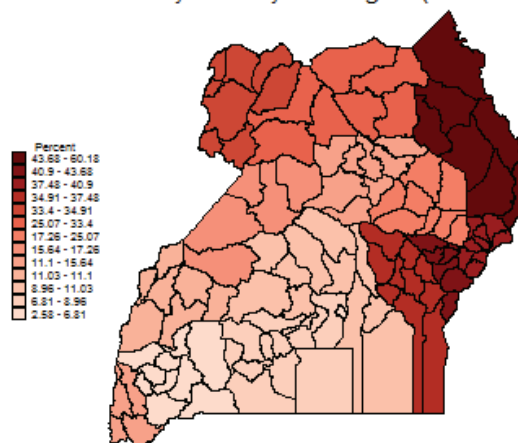 Percent
43.68 - 60.18
40.9 - 43.68
37.48 - 40.9
34.91 - 37.48
33.4 - 34.91
25.07 - 33.4
17.26 - 25.07
15.64 - 17.26
11.1 - 15.64
11.03 - 11.1
8.96 - 11.03
6.81 - 8.96
2.58 - 6.81